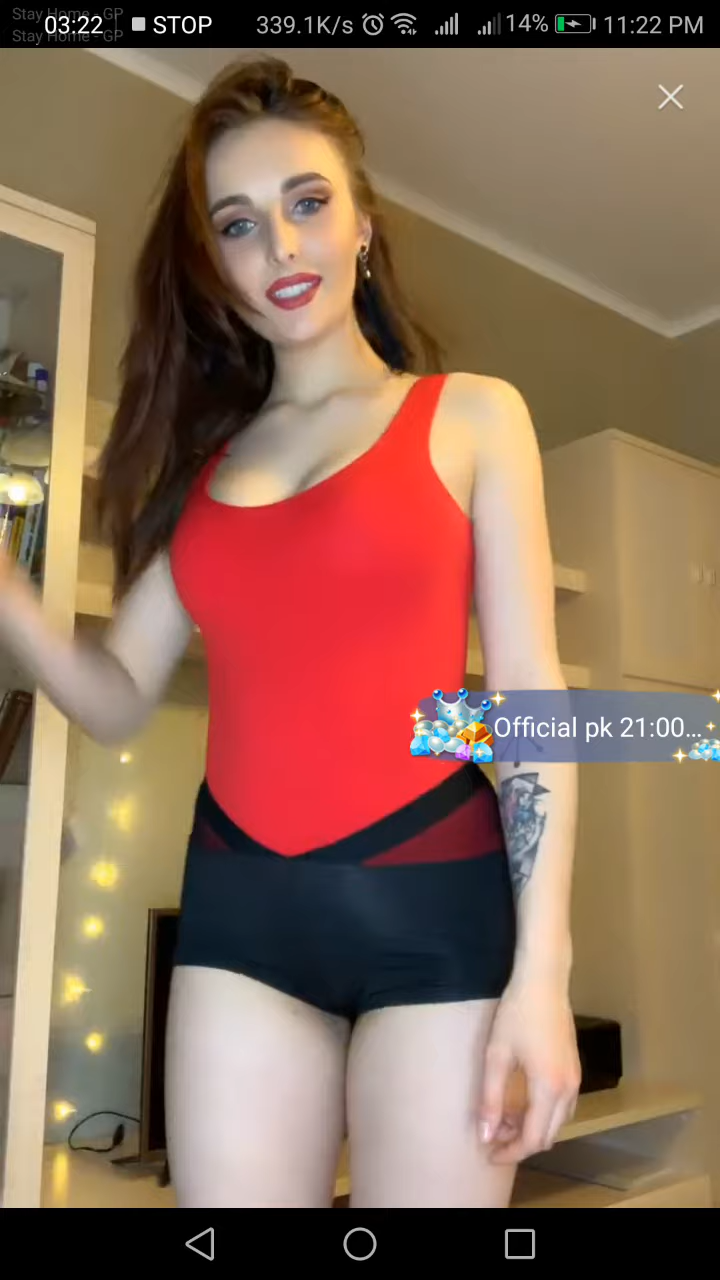 Stay Home - GP
Stay Home - GP
03:22 STOP 339.1K/s 14% 11:22 PM
Official pk 21:00...